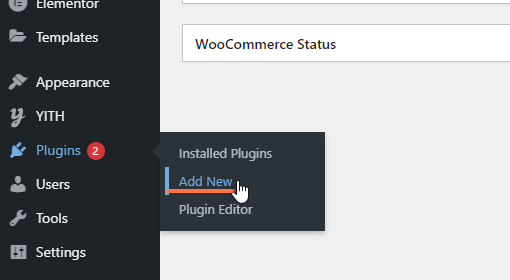 Elementor
Templates
Appearance
YITH
Plugins 2
Users
Tools
Settings
Installed Plugins
Add New
Plugin Editor
WooCommerce Status